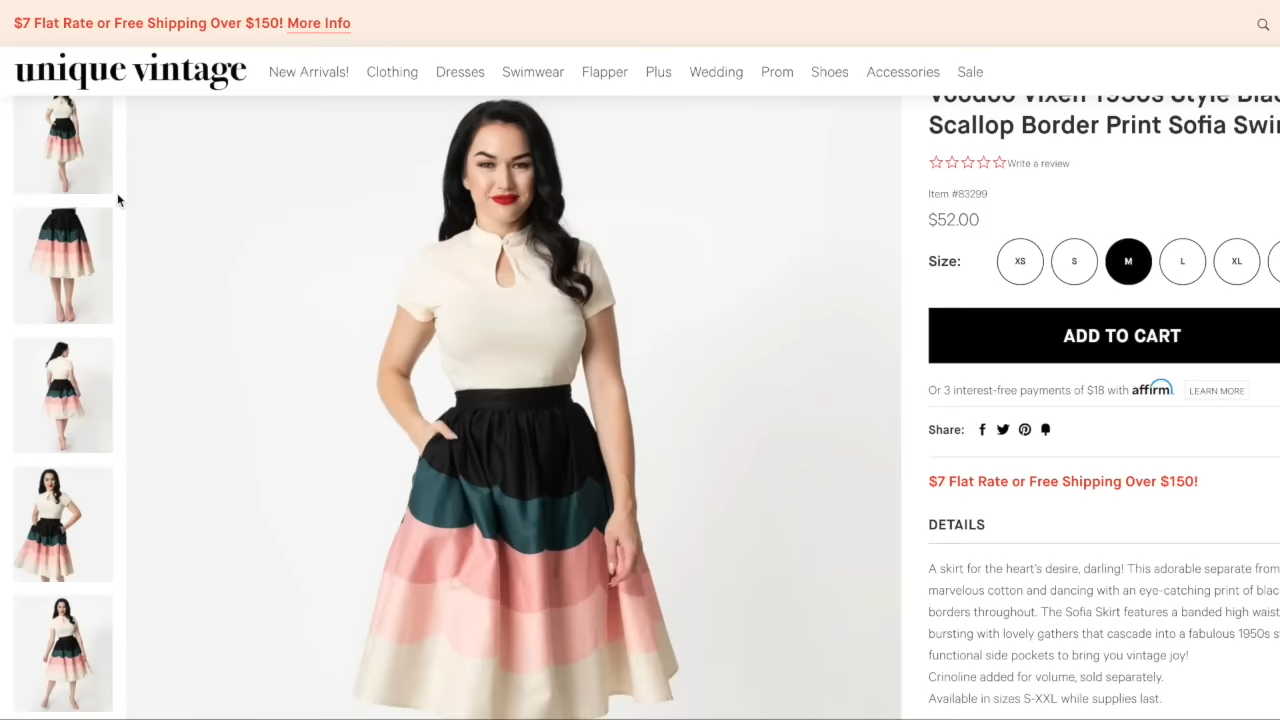 $7 Flat Rate or Free Shipping Over $150! More Info
unique vintage
New Arrivals! Clothing Dresses Swimwear Flapper Plus Wedding Prom Shoes Accessories Sale
Voodoo Vixen 1950s Style
Scallop Border Print Sofia
Write a review
Item #83299
$52.00
Size: XS S M L XL
ADD TO CART
Or 3 interest-free payments of $18 with affirm LEARN MORE
Share:
$7 Flat Rate or Free Shipping Over $150!
DETAILS
A skirt for the heart's desire, darling! This adorable separate from
marvelous cotton and dancing with an eye-catching print of
borders throughout. The Sofia Skirt features a banded high
bursting with lovely gathers that cascade into a fabulous 1950s
functional side pockets to bring you vintage joy!
Crinoline added for volume, sold separately.
Available in sizes S-XXL while supplies last.